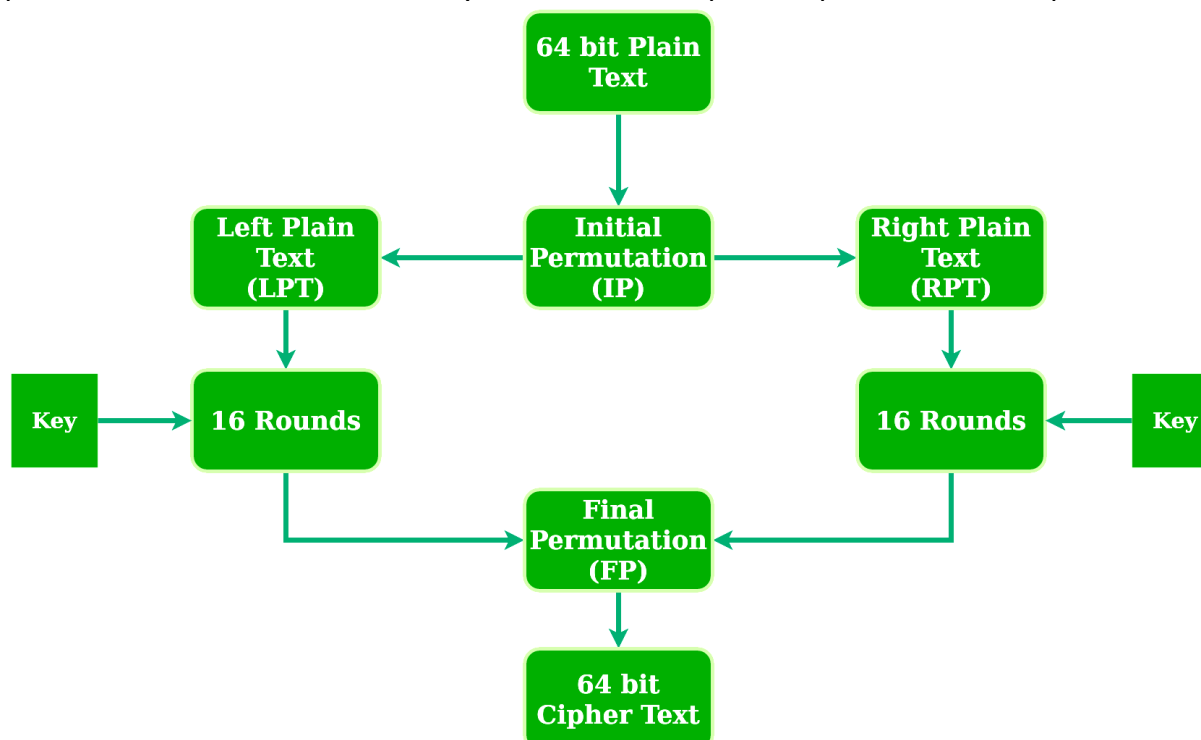 64 bit Plain
Text
Left Plain
Text
(LPT)
Initial
Permutation
(IP)
Right Plain
Text
(RPT)
Key
16 Rounds
16 Rounds
Key
Final
Permutation
(FP)
64 bit
Cipher Text